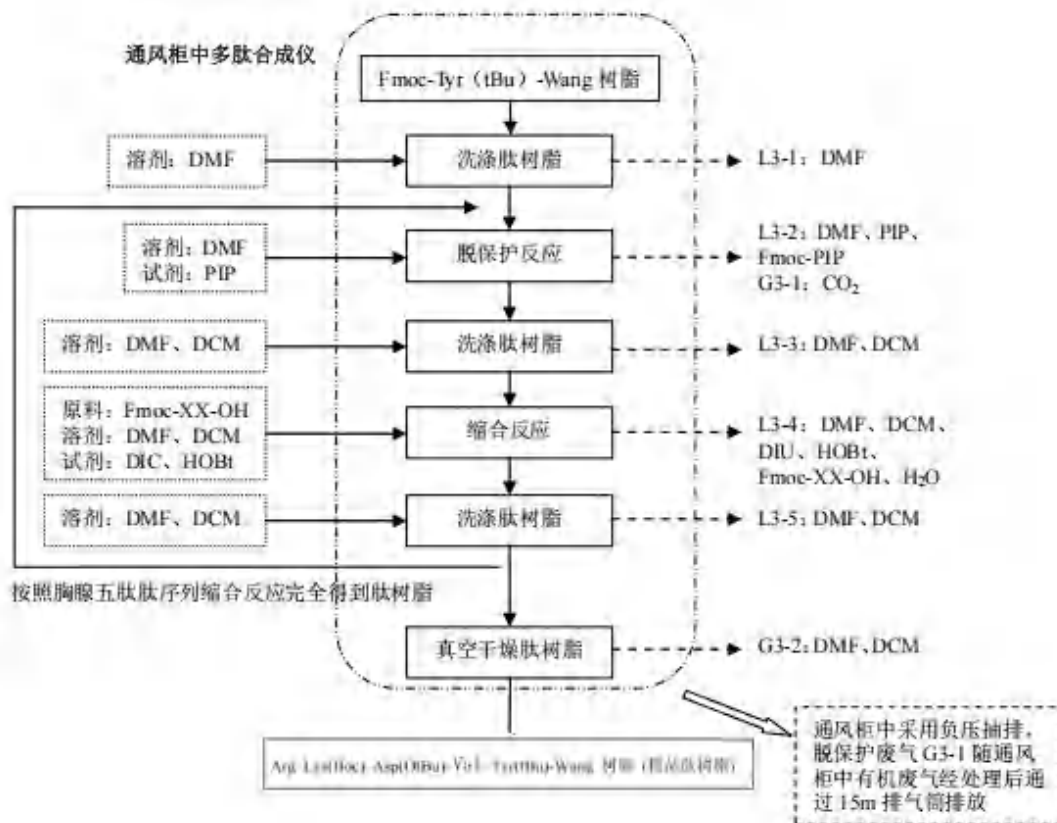 通风柜中多肽合成仪
Fmoc-Tyr（tBu）-Wang 树脂
溶剂：DMF
洗涤肽树脂
L3-1：DMF
溶剂：DMF
试剂：PIP
脱保护反应
L3-2：DMF、PIP、
Fmoc-PIP
G3-1：CO₂
溶剂：DMF、DCM
洗涤肽树脂
L3-3：DMF、DCM
原料：Fmoc-XX-OH
溶剂：DMF、DCM
试剂：DIC、HOBt
缩合反应
L3-4：DMF、DCM、
DIU、HOBt、
Fmoc-XX-OH、H₂O
溶剂：DMF、DCM
洗涤肽树脂
L3-5：DMF、DCM
按照胸腺五肽肽序列缩合反应完全得到肽树脂
真空干燥肽树脂
G3-2：DMF、DCM
-Wang 树脂
通风柜中采用负压抽排，
脱保护废气 G3-1 随通风
柜中有机废气经处理后通
过 15m 排气筒排放